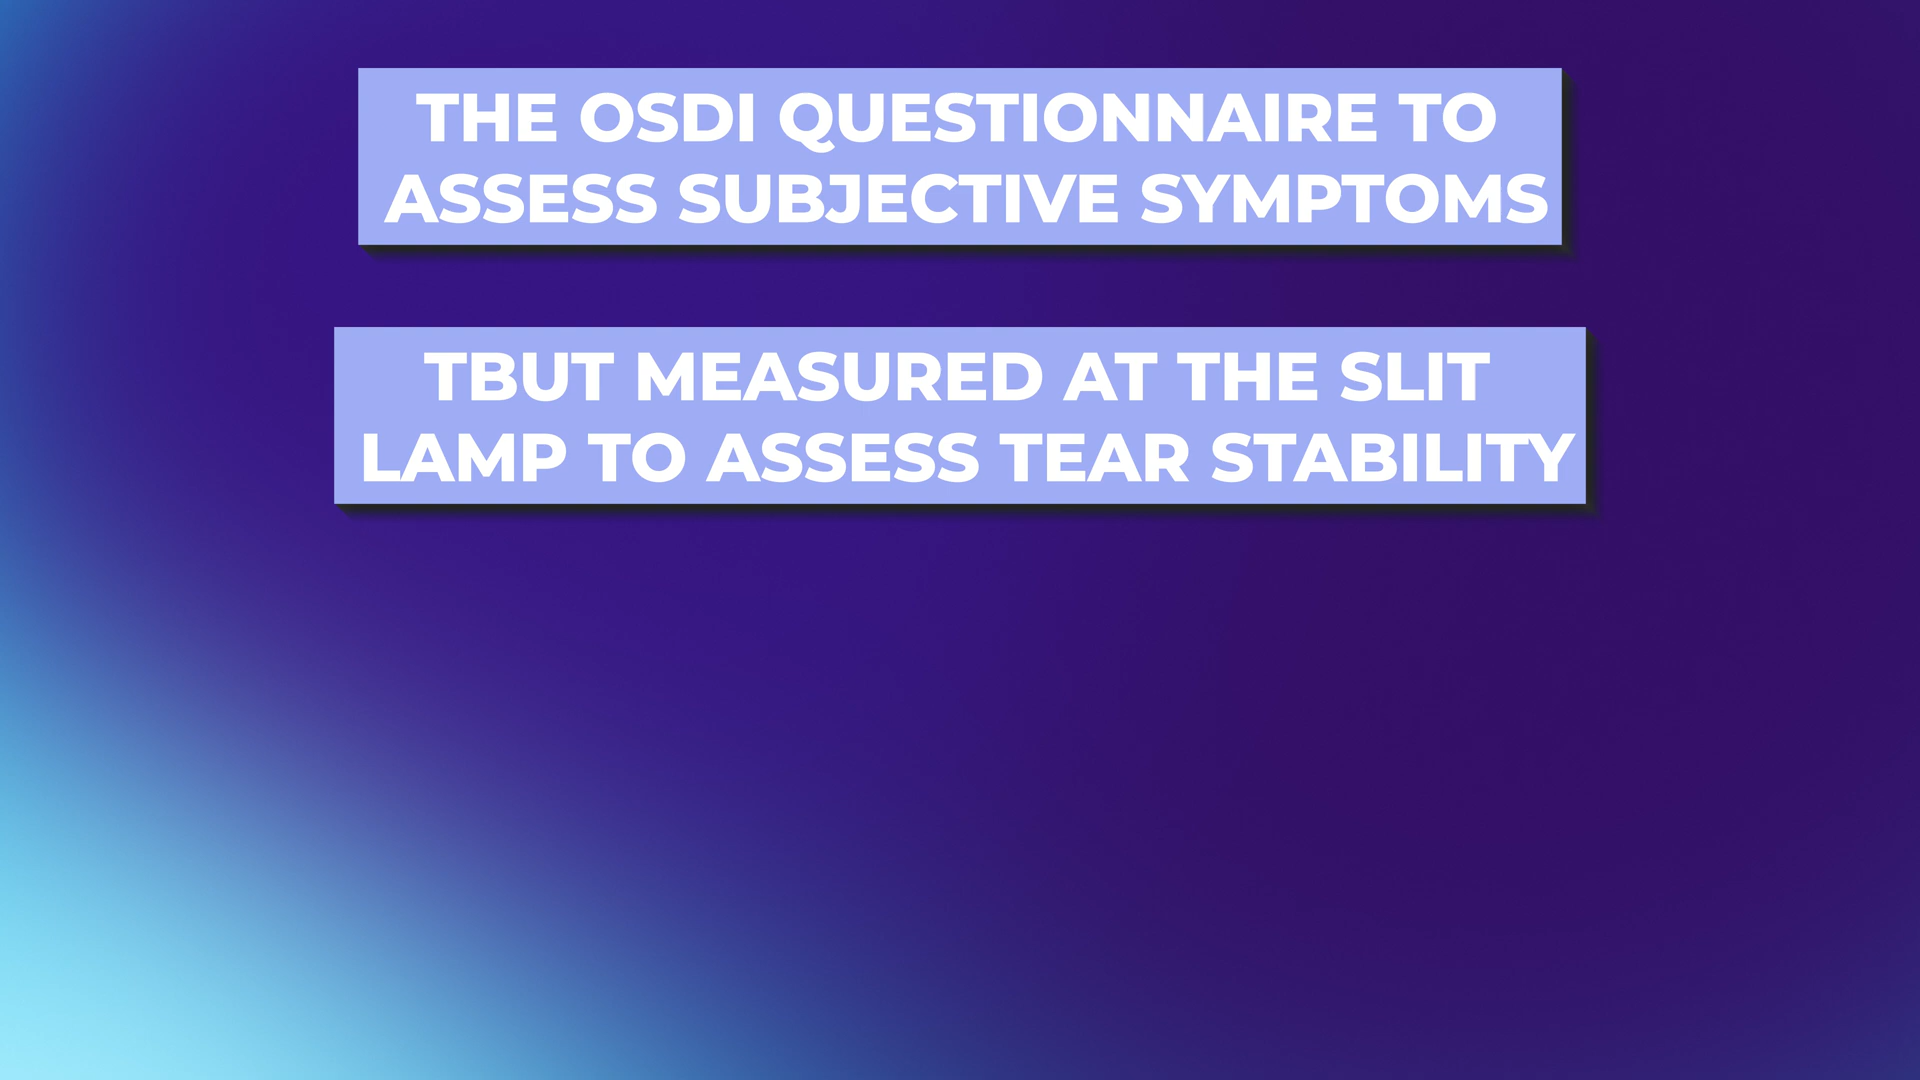 THE OSDI QUESTIONNAIRE TO
ASSESS SUBJECTIVE SYMPTOMS
TBUT MEASURED AT THE SLIT
LAMP TO ASSESS TEAR STABILITY